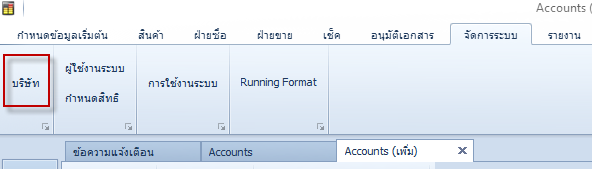 Accounts (
กำหนดข้อมูลเริ่มต้น สินค้า ฝ่ายซื้อ ฝ่ายขาย เช็ค อนุมัติเอกสาร จัดการระบบ รายงาน
ผู้ใช้งานระบบ
บริษัท การใช้งานระบบ Running Format
กำหนดสิทธิ
ข้อความแจ้งเตือน Accounts Accounts (เพิ่ม)